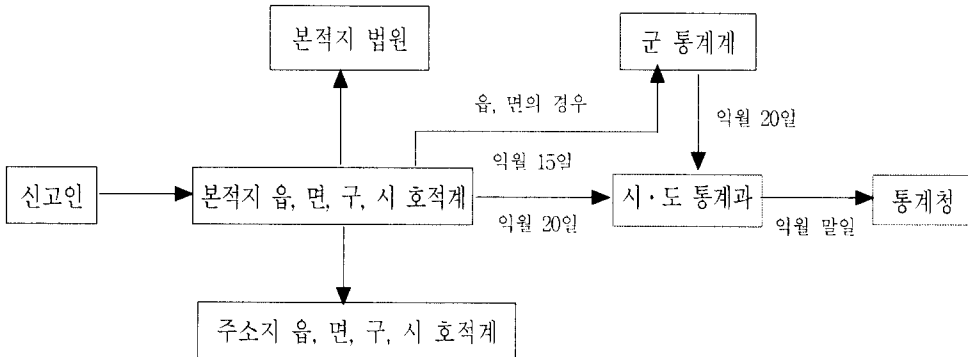 본적지 법원
군 통계계
읍, 면의 경우
익월 20일
익월 15일
신고인
본적지 읍, 면, 구, 시 호적계
시·도 통계과
통계청
익월 20일
익월 말일
주소지 읍, 면, 구, 시 호적계